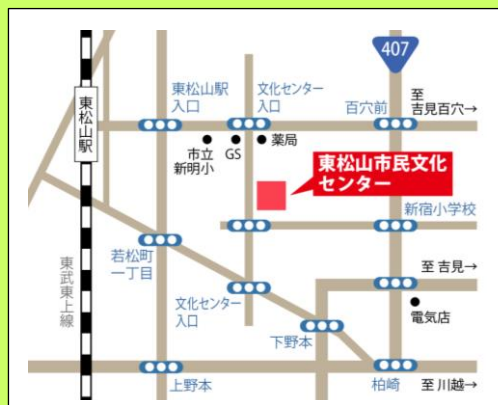 407
東松山駅
入口
文化センター
入口
百穴前
至
吉見百穴→
東松山駅
市立
新明小
GS
薬局
東松山市民文化
センター
新宿小学校
若松町
一丁目
東武東上線
文化センター
入口
至 吉見→
電気店
下野本
上野本
柏崎
至 川越→